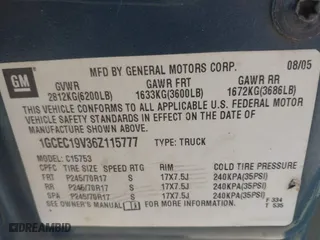 GM
MFD BY GENERAL MOTORS CORP. 08/05
GVWR GAWR FRT GAWR RR
2812KG(6200LB) 1633KG(3600LB) 1672KG(3686LB)
THIS VEHICLE CONFORMS TO ALL APPLICABLE U.S. FEDERAL MOTOR
VEHICLE SAFETY STANDARDS IN EFFECT ON THE DATE OF
MANUFACTURE SHOWN ABOVE.
1GCEC19V36Z115777 TYPE: TRUCK
MODEL: C15753
TIRE SIZE SPEED RTG RIM COLD TIRE PRESSURE
FRT P245/70R17 S 17X7.5J 240KPA(35PSI)
RR P245/70R17 S 17X7.5J 240KPA(35PSI)
SPA P245/70R17 S 17X7.5J 240KPA(35PSI)
SEE OWNER'S MANUAL FOR MORE INFORMATION. F 334
T 535